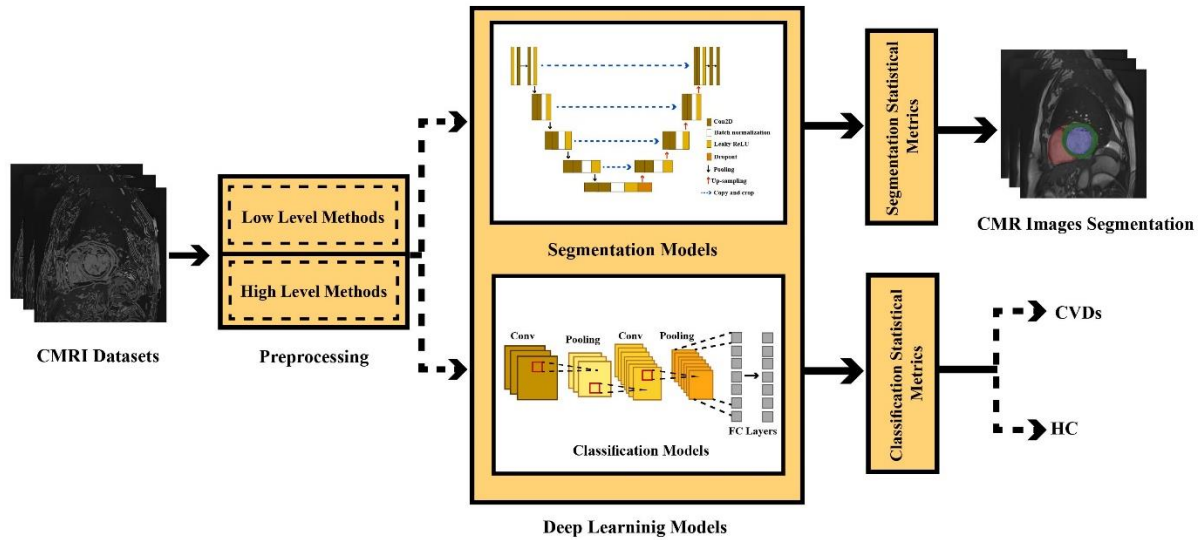 CMRI Datasets
Low Level Methods
High Level Methods
Preprocessing
Con2D
Batch normalization
Leaky ReLU
Dropout
Pooling
Up-sampling
Copy and crop
Segmentation Models
Conv
Pooling
Conv
Pooling
FC Layers
Classification Models
Deep Learninig Models
Segmentation Statistical
Metrics
CMR Images Segmentation
Classification Statistical
Metrics
CVDs
HC